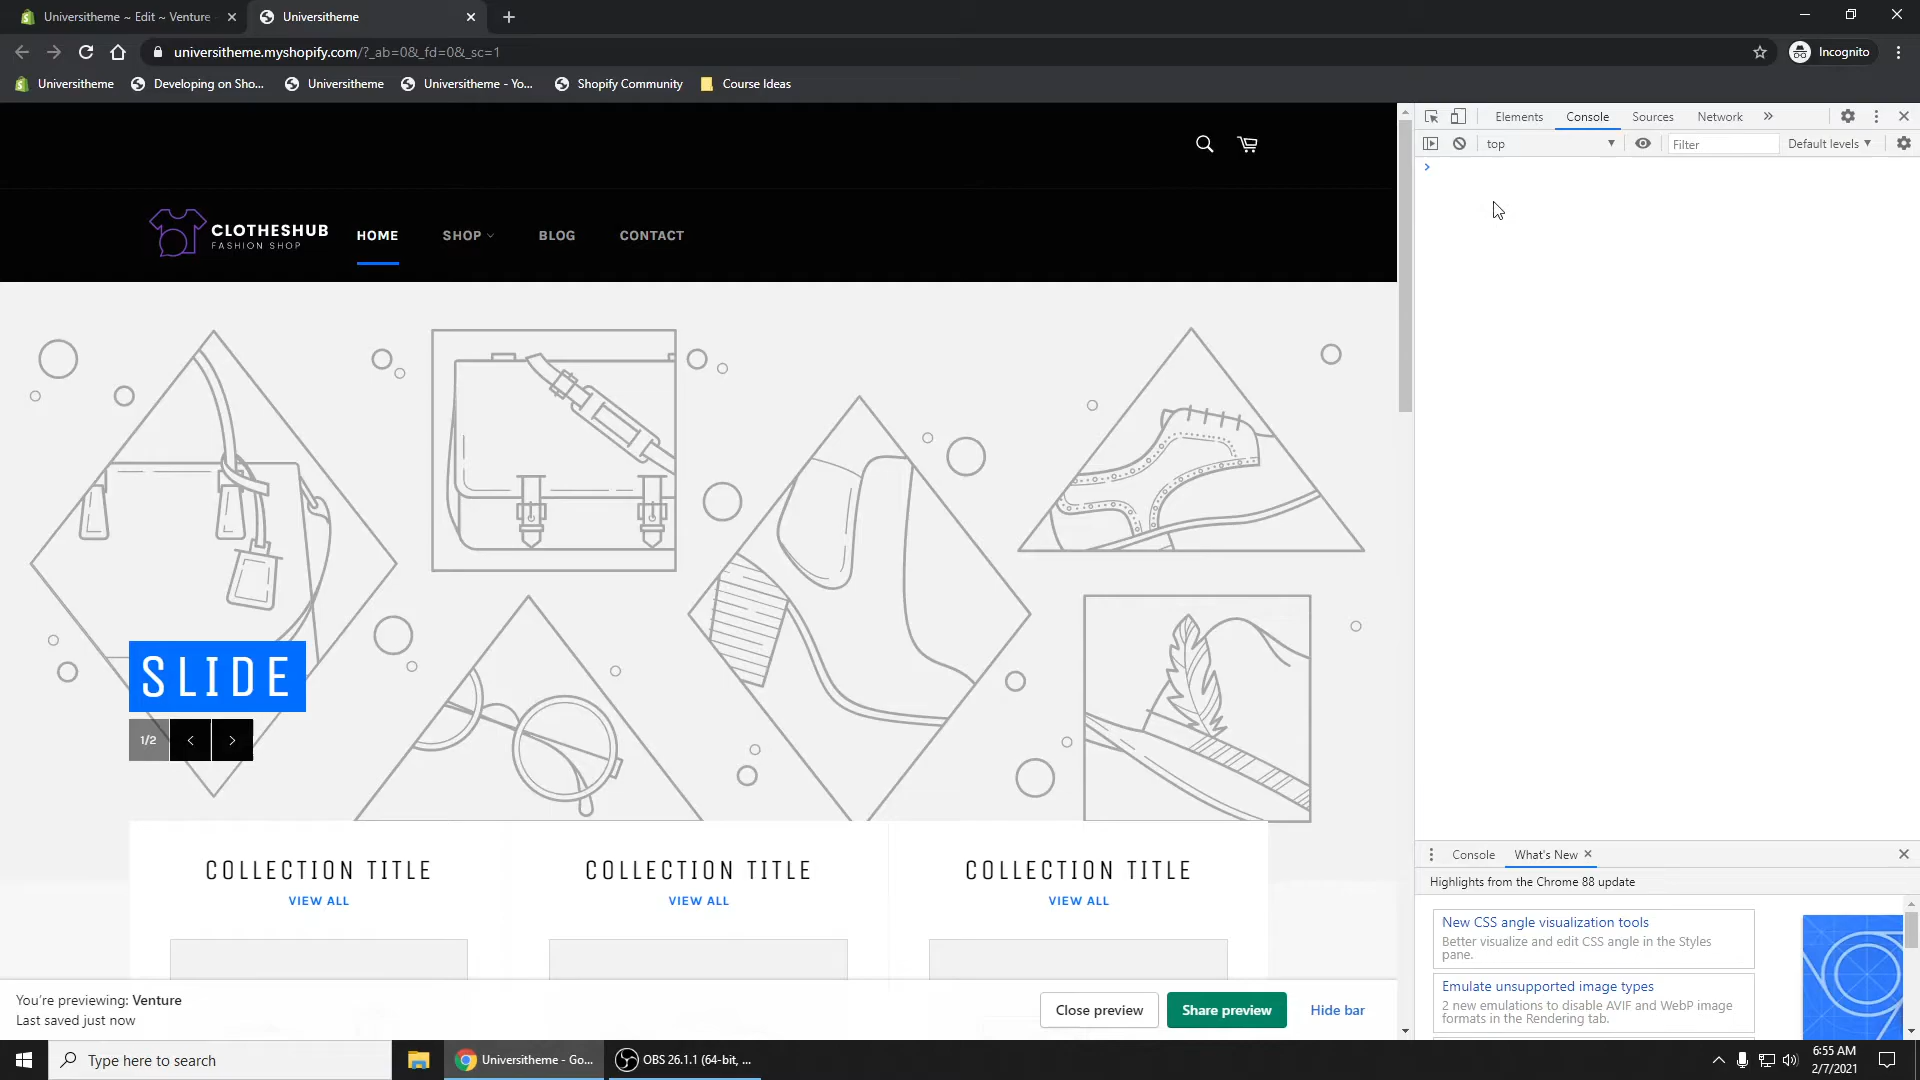 Universitheme ~ Edit ~ Venture
Universitheme
universitheme.myshopify.com/?_ab=0&_fd=0&_sc=1
Incognito
Universitheme
Developing on Sho...
Universitheme
Universitheme - Yo...
Shopify Community
Course Ideas
Elements
Console
Sources
Network
top
Filter
Default levels
CLOTHESHUB
FASHION SHOP
HOME
SHOP
BLOG
CONTACT
SLIDE
1/2
COLLECTION TITLE
VIEW ALL
COLLECTION TITLE
VIEW ALL
COLLECTION TITLE
VIEW ALL
You're previewing: Venture
Last saved just now
Close preview
Share preview
Hide bar
Console
What's New
Highlights from the Chrome 88 update
New CSS angle visualization tools
Better visualize and edit CSS angle in the Styles
pane.
Emulate unsupported image types
2 new emulations to disable AVIF and WebP image
formats in the Rendering tab.
Type here to search
Universitheme - Go...
OBS 26.1.1 (64-bit, ...
6:55 AM
2/7/2021